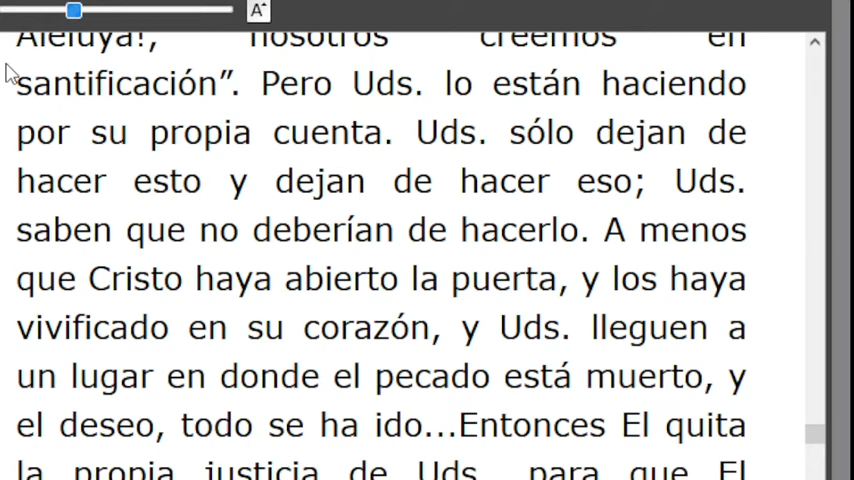 A
Aleluya!, nosotros creemos en
santificación”. Pero Uds. lo están haciendo
por su propia cuenta. Uds. sólo dejan de
hacer esto y dejan de hacer eso; Uds.
saben que no deberían de hacerlo. A menos
que Cristo haya abierto la puerta, y los haya
vivificado en su corazón, y Uds. lleguen a
un lugar en donde el pecado está muerto, y
el deseo, todo se ha ido...Entonces El quita
la propia justicia de Uds. para que El